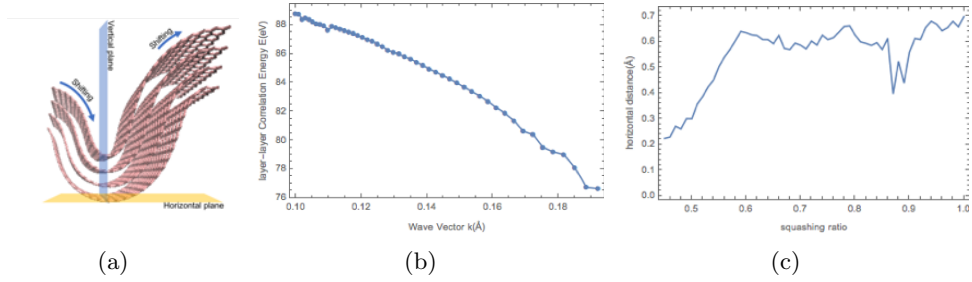 Vertical plane
Shifting
Shifting
Horizontal plane
(a)
layer-layer Correlation Energy E(eV)
88
86
84
82
80
78
76
0.10
0.12
0.14
0.16
0.18
Wave Vector k(Å)
(b)
horizontal distance(Å)
0.7
0.6
0.5
0.4
0.3
0.2
0.1
0.0
0.5
0.6
0.7
0.8
0.9
1.0
squashing ratio
(c)